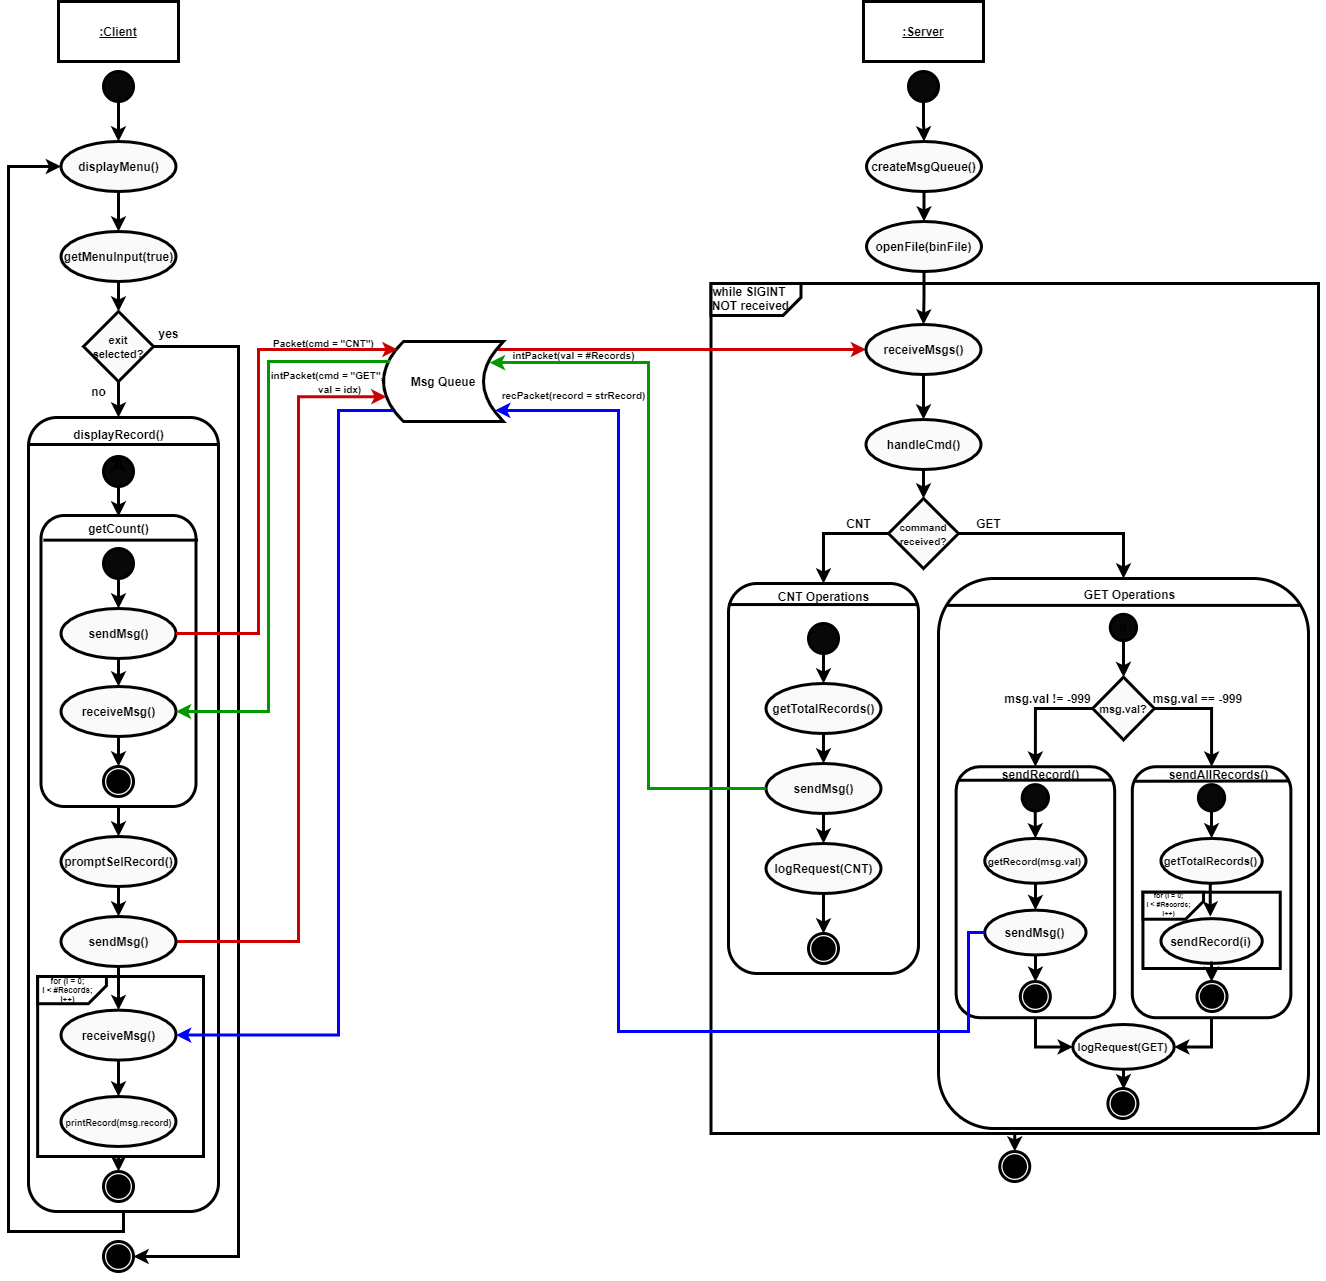 :Client
:Server
displayMenu()
createMsgQueue()
getMenuInput(true)
openFile(binFile)
while SIGINT
NOT received
exit
selected?
yes
no
Packet(cmd = "CNT")
intPacket(cmd = "GET",
val = idx)
Msg Queue
intPacket(val = #Records)
recPacket(record = strRecord)
receiveMsgs()
handleCmd()
command
received?
CNT
GET
displayRecord()
getCount()
sendMsg()
receiveMsg()
promptSelRecord()
sendMsg()
for (i = 0;
i < #Records;
i++)
receiveMsg()
printRecord(msg.record)
CNT Operations
getTotalRecords()
sendMsg()
logRequest(CNT)
GET Operations
msg.val != -999
msg.val?
msg.val == -999
sendRecord()
getRecord(msg.val)
sendMsg()
sendAllRecords()
getTotalRecords()
for (i = 0;
i < #Records;
i++)
sendRecord(i)
logRequest(GET)